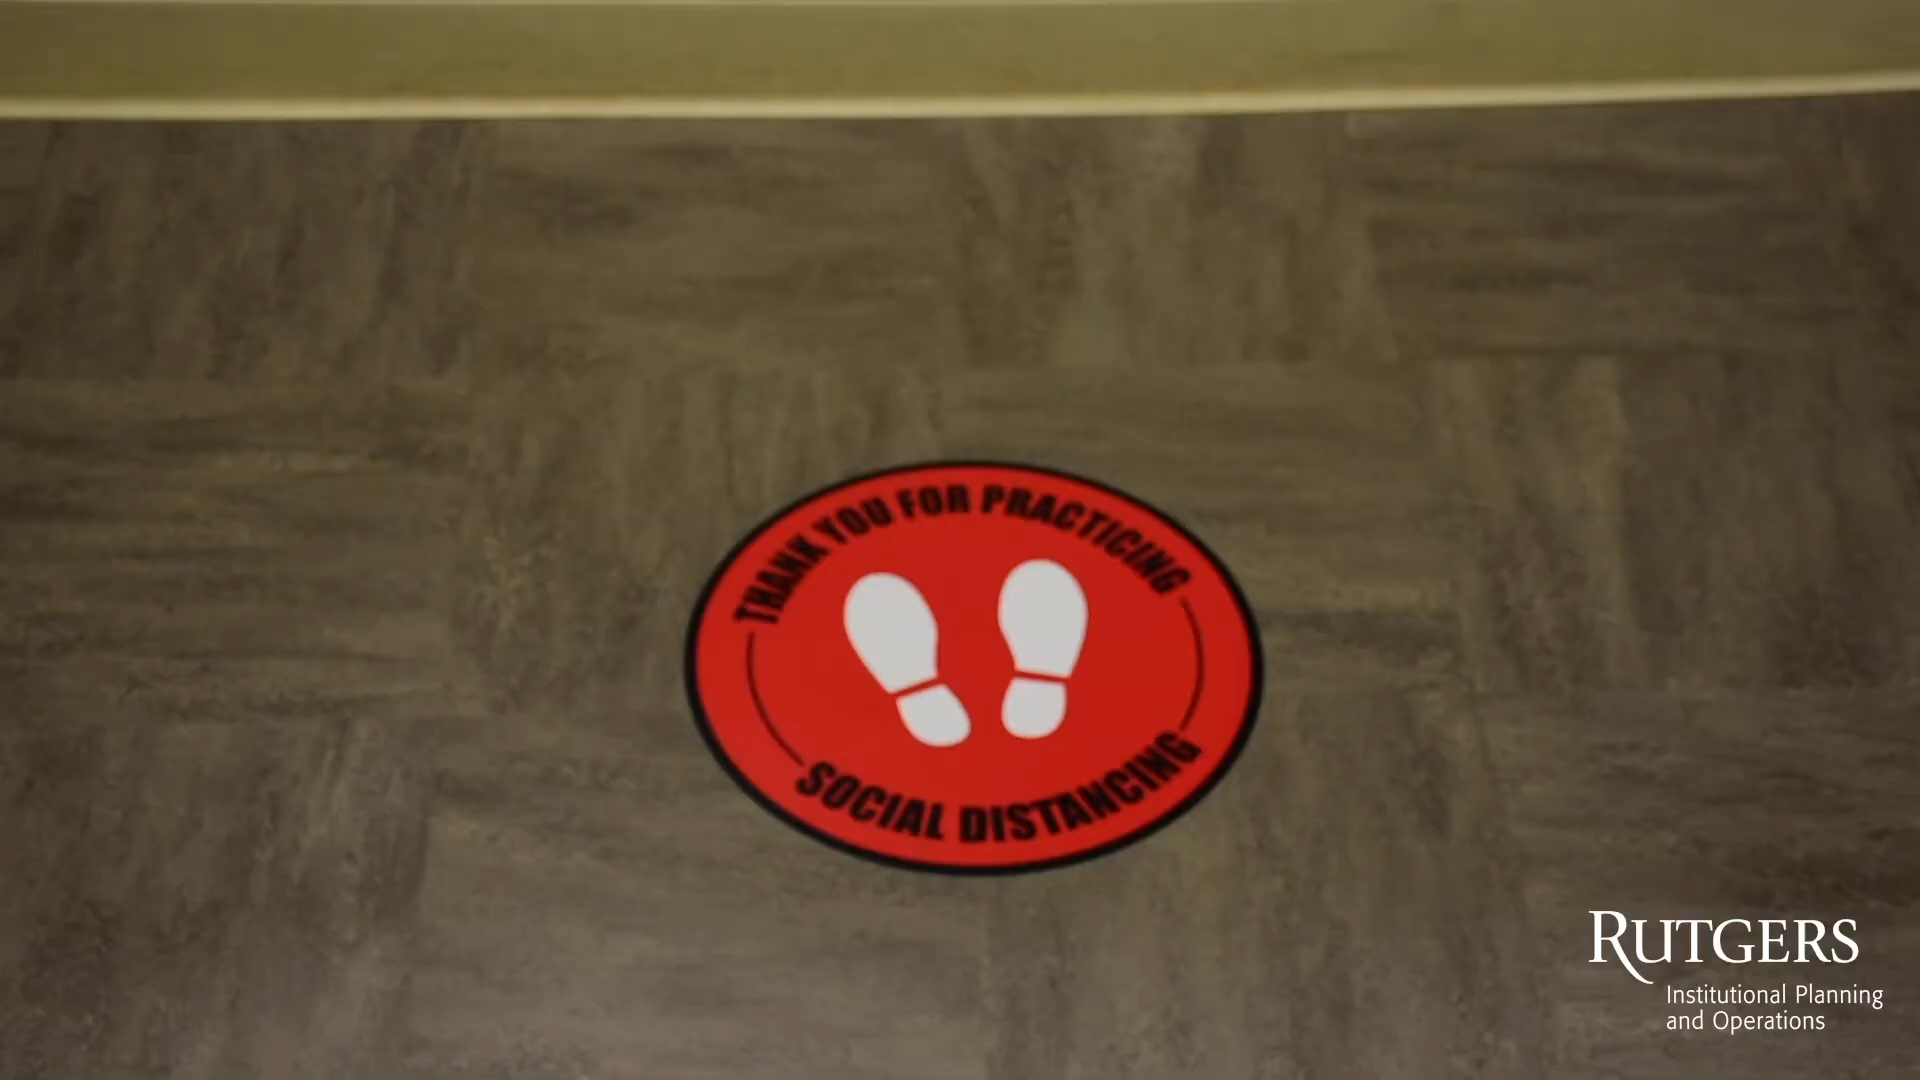 THANK YOU FOR PRACTICING
SOCIAL DISTANCING
RUTGERS
Institutional Planning
and Operations